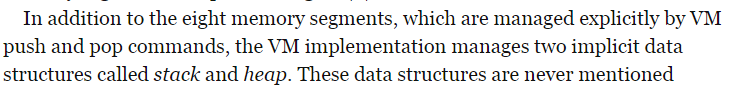 In addition to the eight memory segments, which are managed explicitly by VM
push and pop commands, the VM implementation manages two implicit data
structures called stack and heap. These data structures are never mentioned